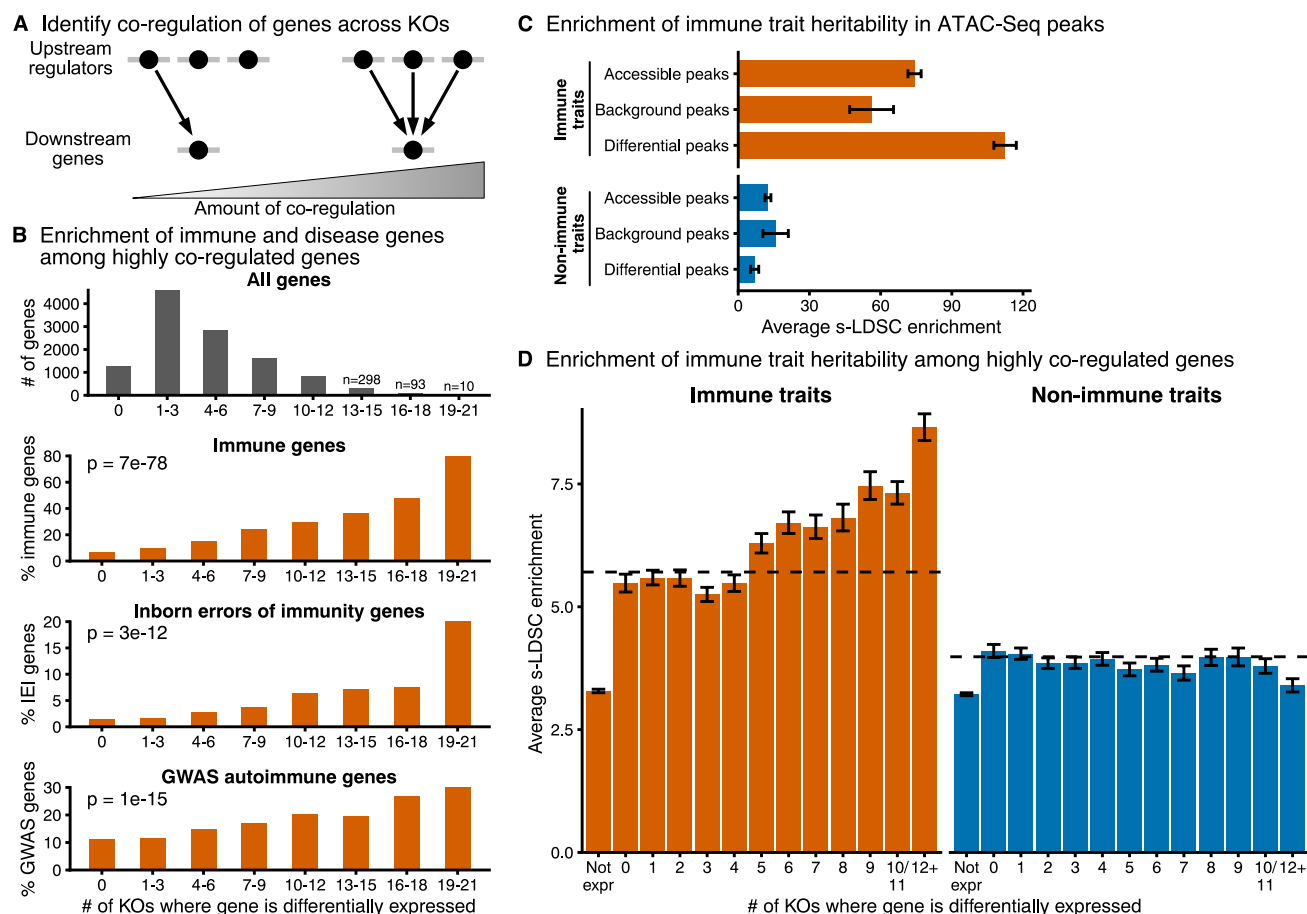 A Identify co-regulation of genes across KOs
Upstream
regulators
Downstream
genes
Amount of co-regulation
B Enrichment of immune and disease genes
among highly co-regulated genes
All genes
# of genes
4000
3000
2000
1000
0
n=298
n=93
n=10
0 1-3 4-6 7-9 10-12 13-15 16-18 19-21
Immune genes
p = 7e-78
% immune genes
80
60
40
20
0
0 1-3 4-6 7-9 10-12 13-15 16-18 19-21
Inborn errors of immunity genes
p = 3e-12
% IEI genes
20
15
10
5
0
0 1-3 4-6 7-9 10-12 13-15 16-18 19-21
GWAS autoimmune genes
p = 1e-15
% GWAS genes
30
20
10
0
0 1-3 4-6 7-9 10-12 13-15 16-18 19-21
# of KOs where gene is differentially expressed
C Enrichment of immune trait heritability in ATAC-Seq peaks
Immune
traits
Accessible peaks
Background peaks
Differential peaks
Non-immune
traits
Accessible peaks
Background peaks
Differential peaks
0 30 60 90 120
Average s-LDSC enrichment
D Enrichment of immune trait heritability among highly co-regulated genes
Immune traits
Non-immune traits
Average s-LDSC enrichment
7.5
5.0
2.5
0.0
Not 0 1 2 3 4 5 6 7 8 9 10/ 12+
expr 11
Not 0 1 2 3 4 5 6 7 8 9 10/ 12+
expr 11
# of KOs where gene is differentially expressed